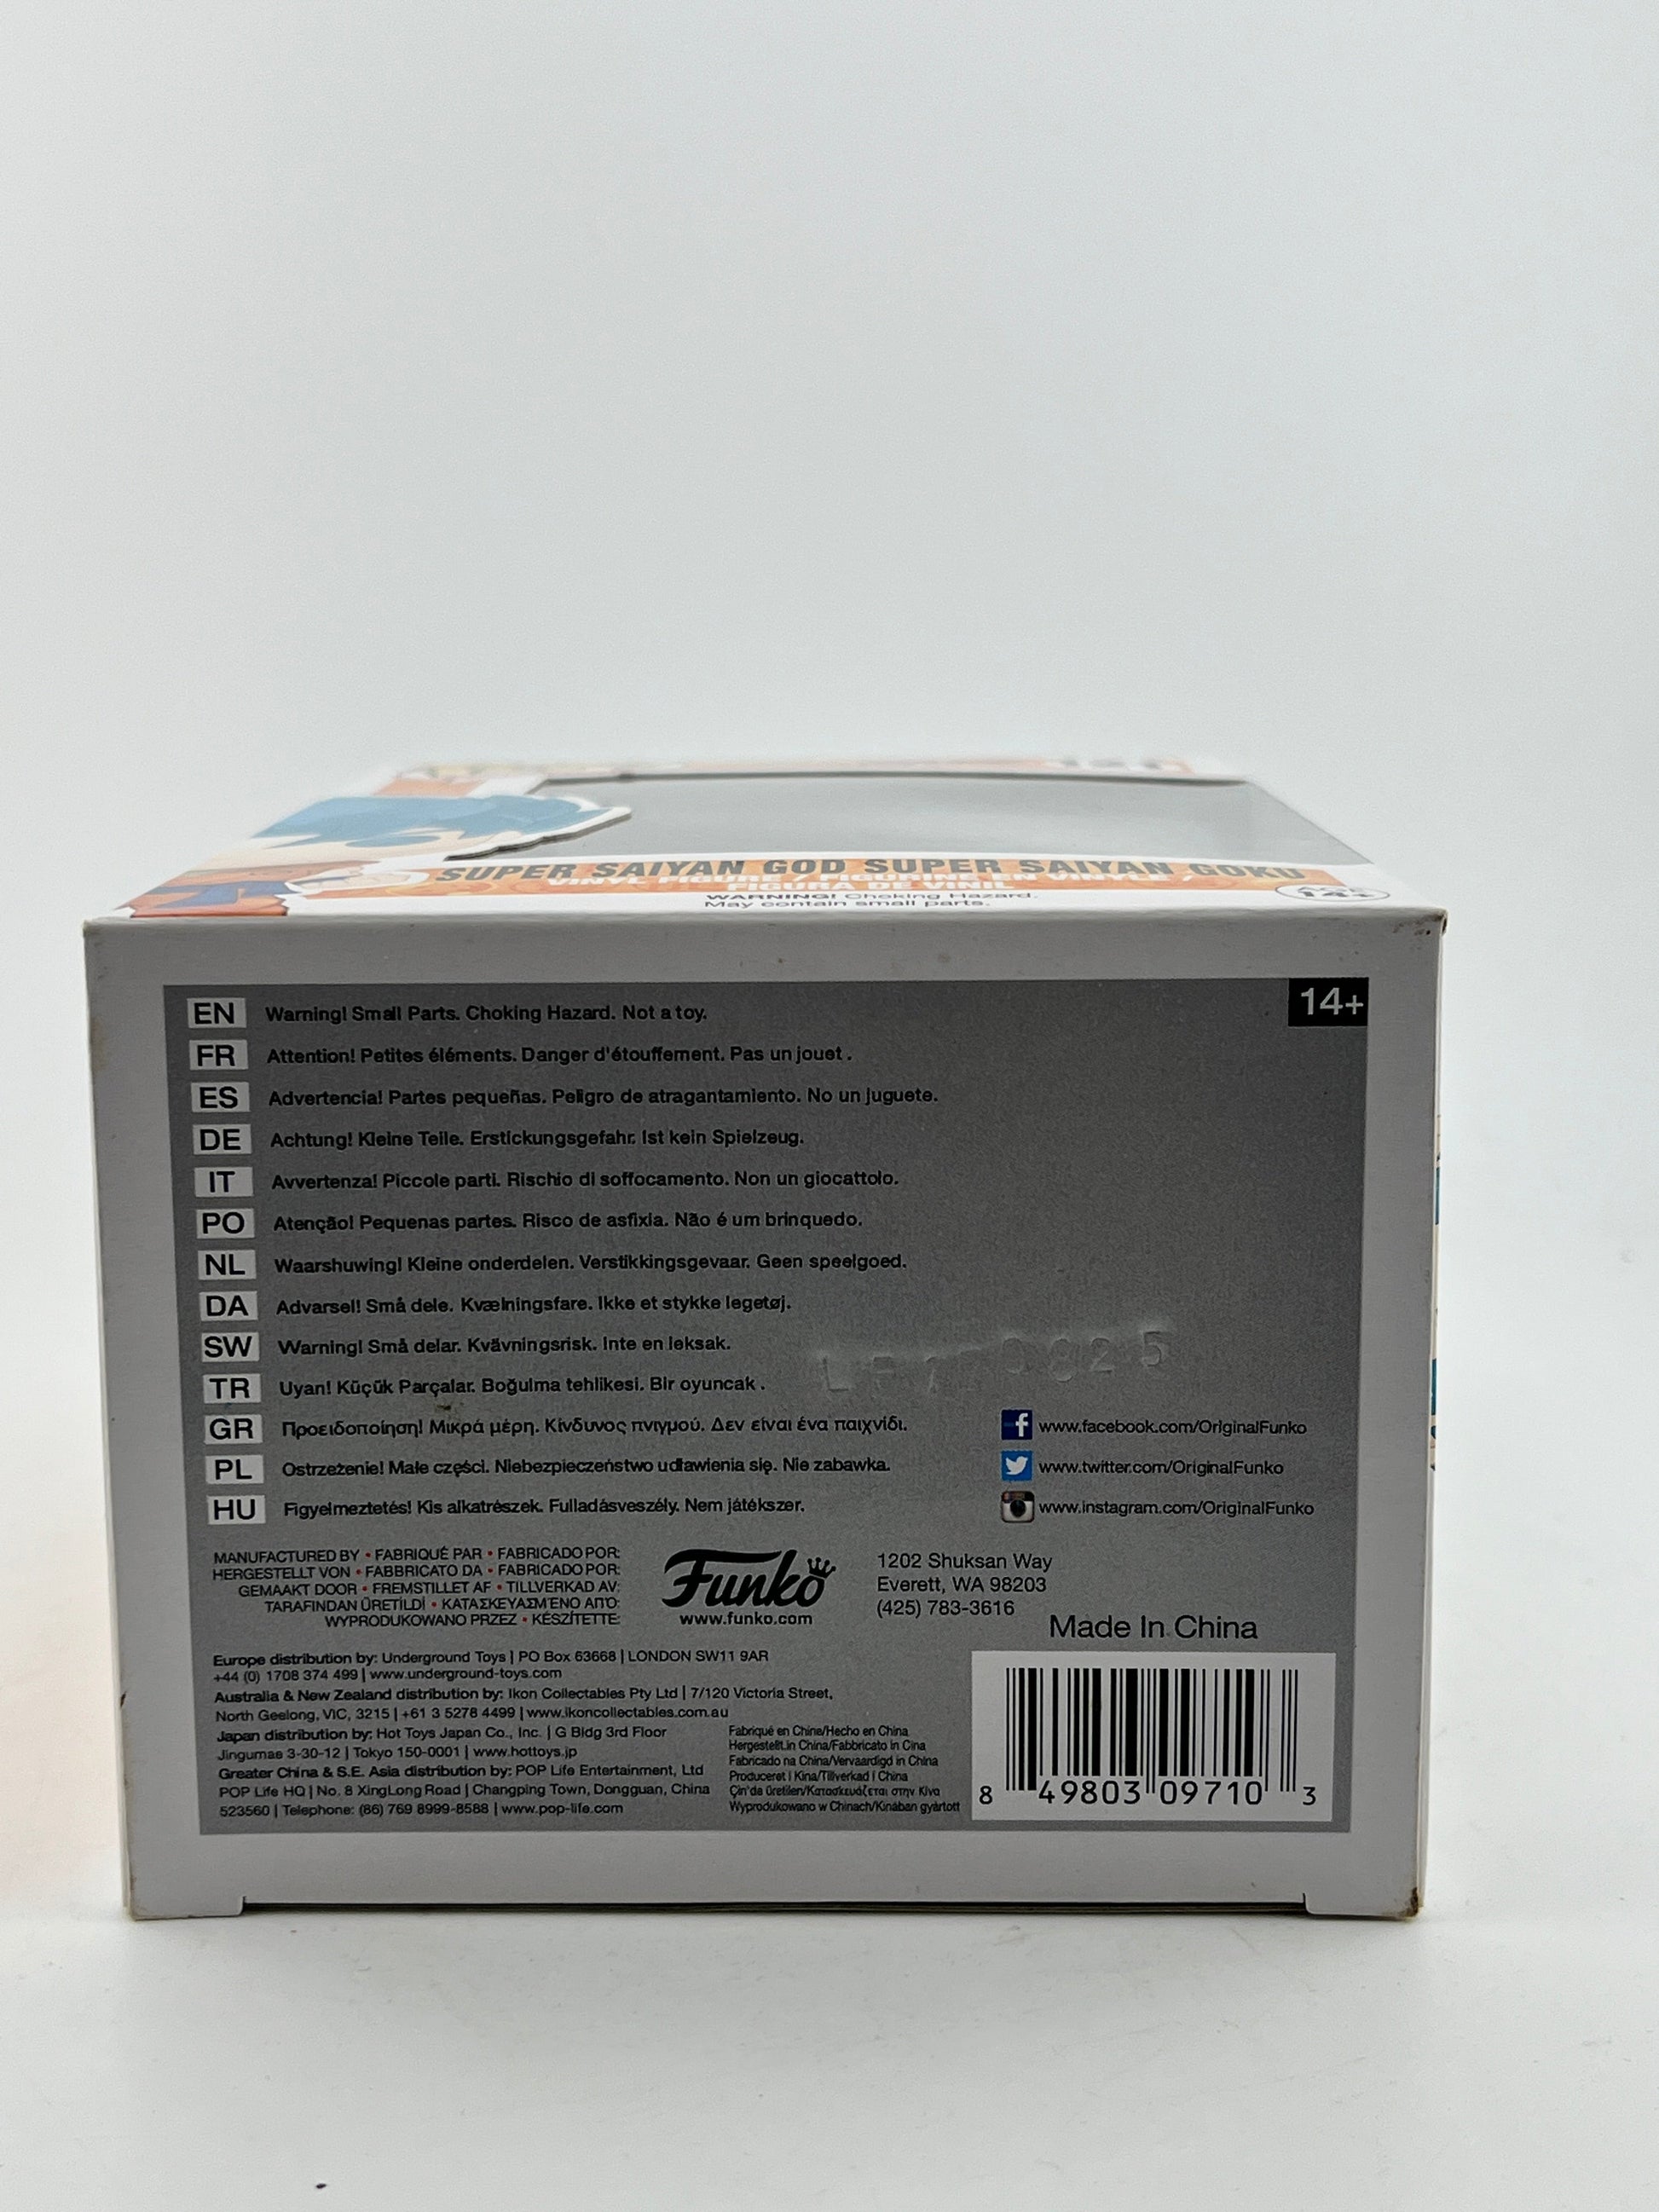 SUPER SAIYAN GOD SUPER SAIYAN GOKU
VINYL FIGURE / FIGURINE EN VINYLE /
FIGURA DE VINIL
WARNING! Choking Hazard.
May contain small parts.
AGE
14+
14+
EN Warning! Small Parts. Choking Hazard. Not a toy.
FR Attention! Petites éléments. Danger d'étouffement. Pas un jouet.
ES Advertencia! Partes pequeñas. Peligro de atragantamiento. No un juguete.
DE Achtung! Kleine Teile. Erstickungsgefahr. Ist kein Spielzeug.
IT Avvertenza! Piccole parti. Rischio di soffocamento. Non un giocattolo.
PO Atenção! Pequenas partes. Risco de asfixia. Não é um brinquedo.
NL Waarshuwing! Kleine onderdelen. Verstikkingsgevaar. Geen speelgoed.
DA Advarsel! Små dele. Kvælningsfare. Ikke et stykke legetøj.
SW Warning! Små delar. Kvävningsrisk. Inte en leksak.
TR Uyan! Küçük Parçalar. Boğulma tehlikesi. Bir oyuncak.
GR Προειδοποίηση! Μικρά μέρη. Κίνδυνος πνιγμού. Δεν είναι ένα παιχνίδι.
PL Ostrzeżenie! Małe części. Niebezpieczeństwo udławienia się. Nie zabawka.
HU Figyelmeztetés! Kis alkatrészek. Fulladásveszély. Nem játékszer.
www.facebook.com/OriginalFunko
www.twitter.com/OriginalFunko
www.instagram.com/OriginalFunko
MANUFACTURED BY • FABRIQUÉ PAR • FABRICADO POR:
HERGESTELLT VON • FABBRICATO DA • FABRICADO POR:
GEMAAKT DOOR • FREMSTILLET AF • TILLVERKAD AV:
TARAFINDAN ÜRETİLDİ • ΚΑΤΑΣΚΕΥΑΣΜΈΝΟ ΑΠΌ:
WYPRODUKOWANO PRZEZ • KÉSZÍTETTE:
Funko
www.funko.com
1202 Shuksan Way
Everett, WA 98203
(425) 783-3616
Made In China
Europe distribution by: Underground Toys | PO Box 63668 | LONDON SW11 9AR
+44 (0) 1708 374 499 | www.underground-toys.com
Australia & New Zealand distribution by: Ikon Collectables Pty Ltd | 7/120 Victoria Street,
North Geelong, VIC, 3215 | +61 3 5278 4499 | www.ikoncollectables.com.au
Japan distribution by: Hot Toys Japan Co., Inc. | G Bldg 3rd Floor
Jingumae 3-30-12 | Tokyo 150-0001 | www.hottoys.jp
Greater China & S.E. Asia distribution by: POP Life Entertainment, Ltd
POP Life HQ | No. 8 XingLong Road | Changping Town, Dongguan, China
523560 | Telephone: (86) 769 8999-8588 | www.pop-life.com
Fabriqué en Chine/Hecho en China
Hergestellt.in China/Fabbricato in Cina
Fabricado na China/Vervaardigd in China
Produceret i Kina/Tillverkad i China
Çin'da üretilen/Κατασκευάζεται στην Κίνα
Wyprodukowano w Chinach/Kínában gyártott
8 49803 09710 3